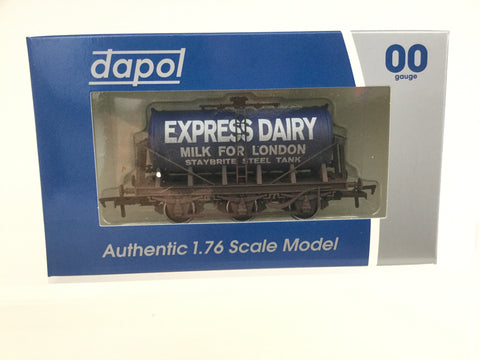 dapol
00
gauge
EXPRESS DAIRY
MILK FOR LONDON
STAYBRITE STEEL TANK
Authentic 1.76 Scale Model